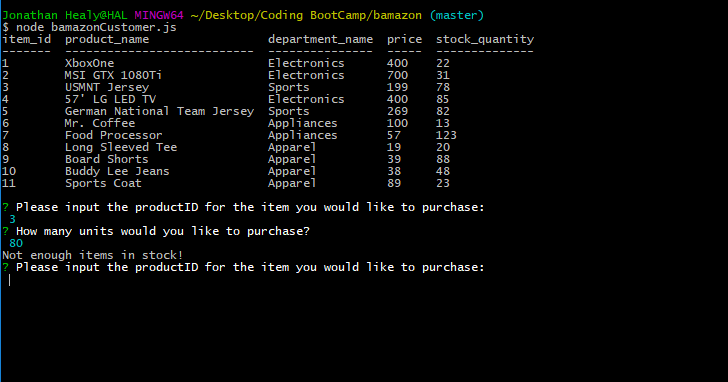 Jonathan Healy@HAL MINGW64 ~/Desktop/Coding BootCamp/bamazon (master)
$ node bamazonCustomer.js
item_id  product_name                 department_name  price  stock_quantity
-------  ---------------------------  ---------------  -----  --------------
1        XboxOne                      Electronics      400    22
2        MSI GTX 1080Ti               Electronics      700    31
3        USMNT Jersey                 Sports           199    78
4        57' LG LED TV                Electronics      400    85
5        German National Team Jersey  Sports           269    82
6        Mr. Coffee                   Appliances       100    13
7        Food Processor               Appliances       57     123
8        Long Sleeved Tee             Apparel          19     20
9        Board Shorts                 Apparel          39     88
10       Buddy Lee Jeans              Apparel          38     48
11       Sports Coat                  Apparel          89     23
? Please input the productID for the item you would like to purchase:
3
? How many units would you like to purchase?
80
Not enough items in stock!
? Please input the productID for the item you would like to purchase: